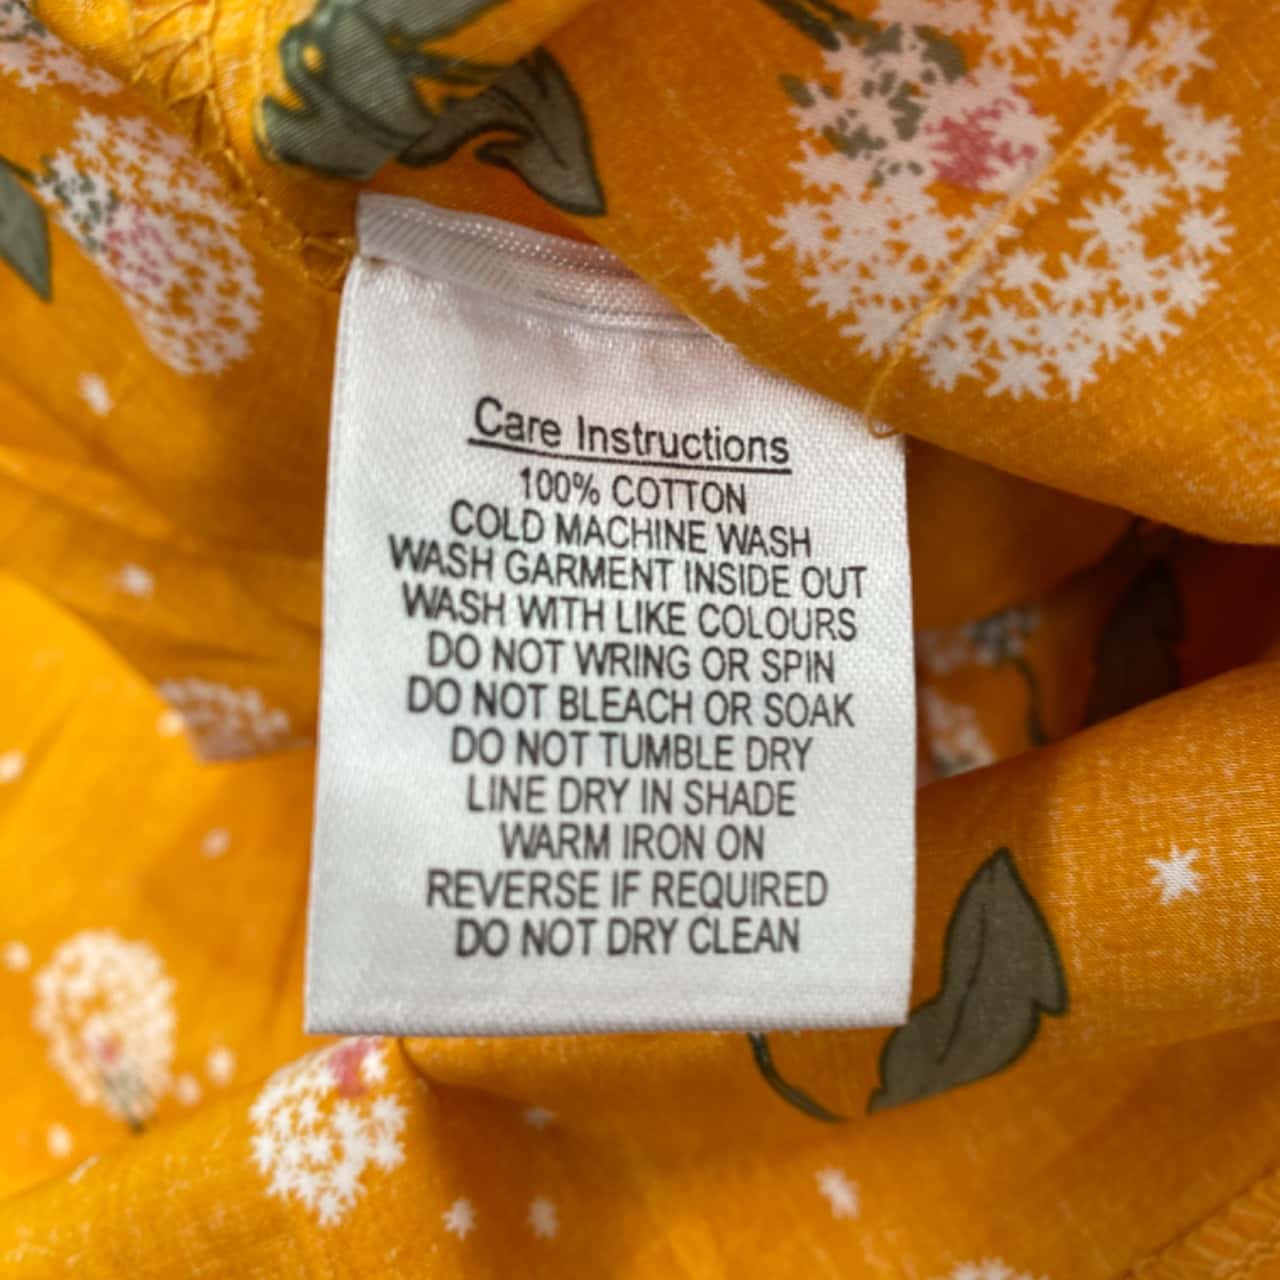 Care Instructions
100% COTTON
COLD MACHINE WASH
WASH GARMENT INSIDE OUT
WASH WITH LIKE COLOURS
DO NOT WRING OR SPIN
DO NOT BLEACH OR SOAK
DO NOT TUMBLE DRY
LINE DRY IN SHADE
WARM IRON ON
REVERSE IF REQUIRED
DO NOT DRY CLEAN